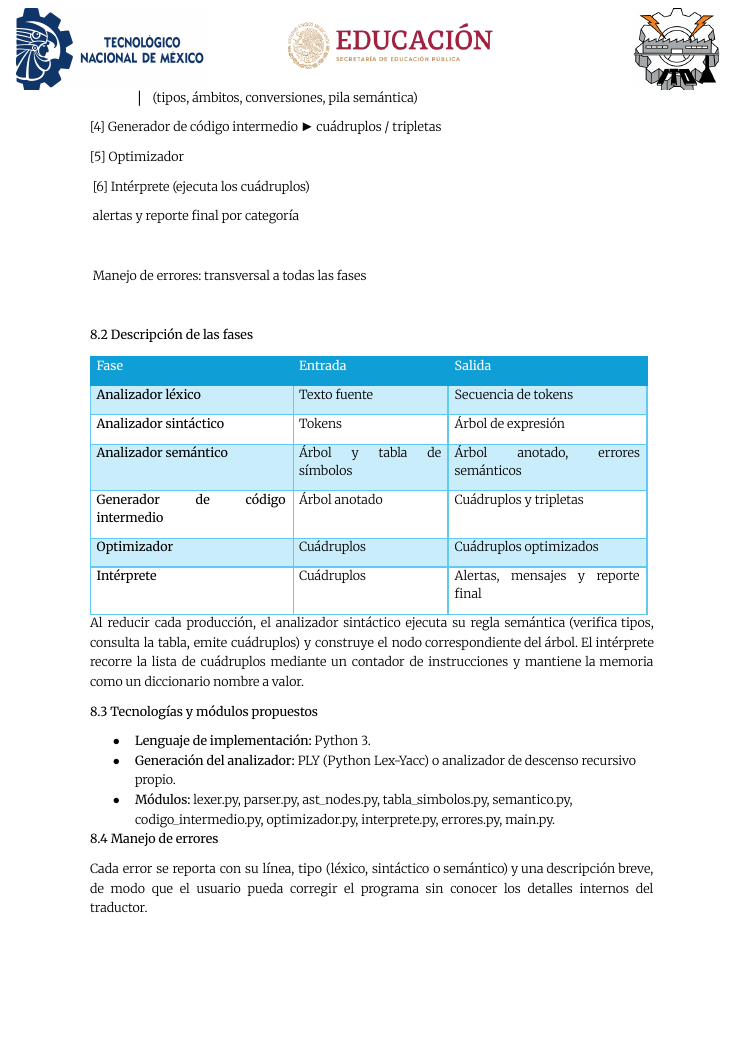 TECNOLÓGICO
NACIONAL DE MÉXICO
EDUCACIÓN
SECRETARÍA DE EDUCACIÓN PÚBLICA
ITO
│ (tipos, ámbitos, conversiones, pila semántica)
[4] Generador de código intermedio ► cuádruplos / tripletas
[5] Optimizador
[6] Intérprete (ejecuta los cuádruplos)
alertas y reporte final por categoría
Manejo de errores: transversal a todas las fases
8.2 Descripción de las fases
Fase Entrada Salida
Analizador léxico Texto fuente Secuencia de tokens
Analizador sintáctico Tokens Árbol de expresión
Analizador semántico Árbol y tabla de Árbol anotado, errores
símbolos semánticos
Generador de código Árbol anotado Cuádruplos y tripletas
intermedio
Optimizador Cuádruplos Cuádruplos optimizados
Intérprete Cuádruplos Alertas, mensajes y reporte
final
Al reducir cada producción, el analizador sintáctico ejecuta su regla semántica (verifica tipos,
consulta la tabla, emite cuádruplos) y construye el nodo correspondiente del árbol. El intérprete
recorre la lista de cuádruplos mediante un contador de instrucciones y mantiene la memoria
como un diccionario nombre a valor.
8.3 Tecnologías y módulos propuestos
● Lenguaje de implementación: Python 3.
● Generación del analizador: PLY (Python Lex-Yacc) o analizador de descenso recursivo
propio.
● Módulos: lexer.py, parser.py, ast_nodes.py, tabla_simbolos.py, semantico.py,
codigo_intermedio.py, optimizador.py, interprete.py, errores.py, main.py.
8.4 Manejo de errores
Cada error se reporta con su línea, tipo (léxico, sintáctico o semántico) y una descripción breve,
de modo que el usuario pueda corregir el programa sin conocer los detalles internos del
traductor.